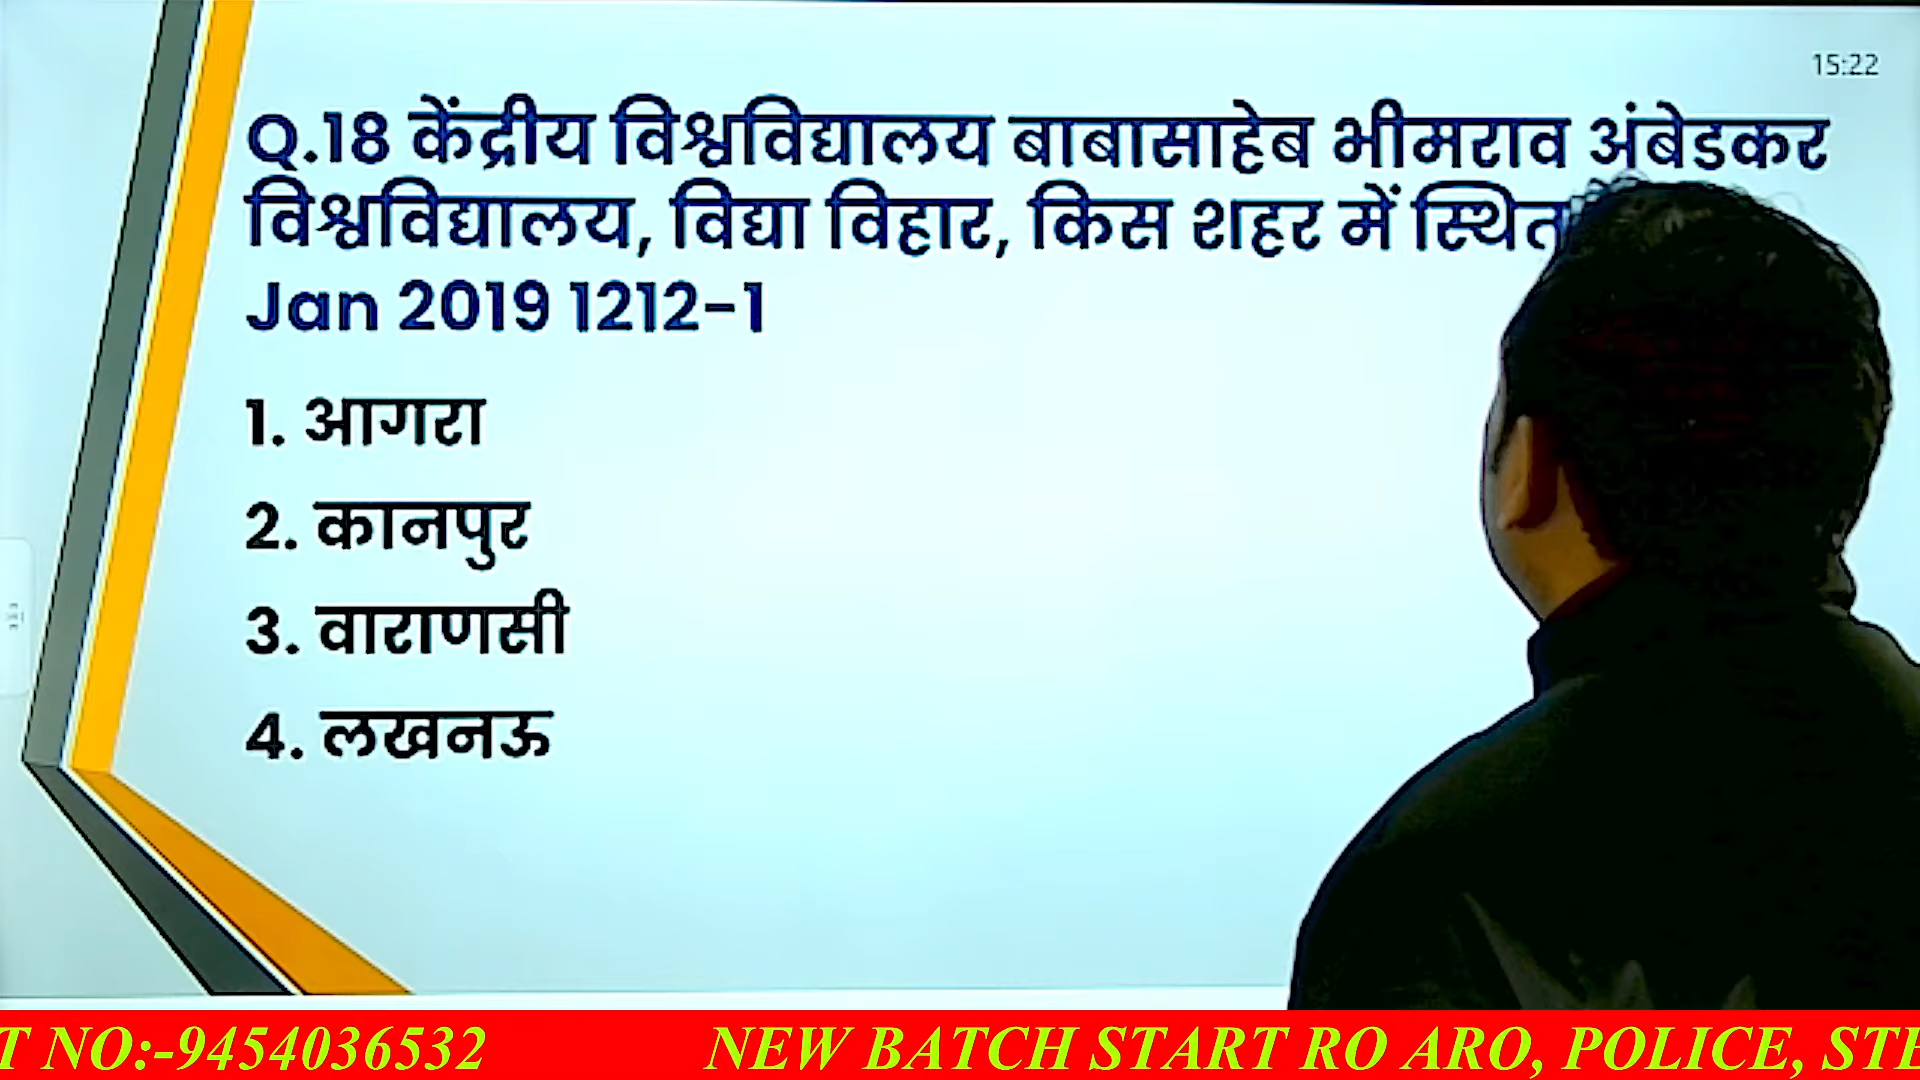 15:22
Q.18 केंद्रीय विश्वविद्यालय बाबासाहेब भीमराव अंबेडकर
विश्वविद्यालय, विद्या विहार, किस शहर में स्थित
Jan 2019 1212-1
1. आगरा
2. कानपुर
3. वाराणसी
4. लखनऊ
T NO:-9454036532 NEW BATCH START RO ARO, POLICE, STE